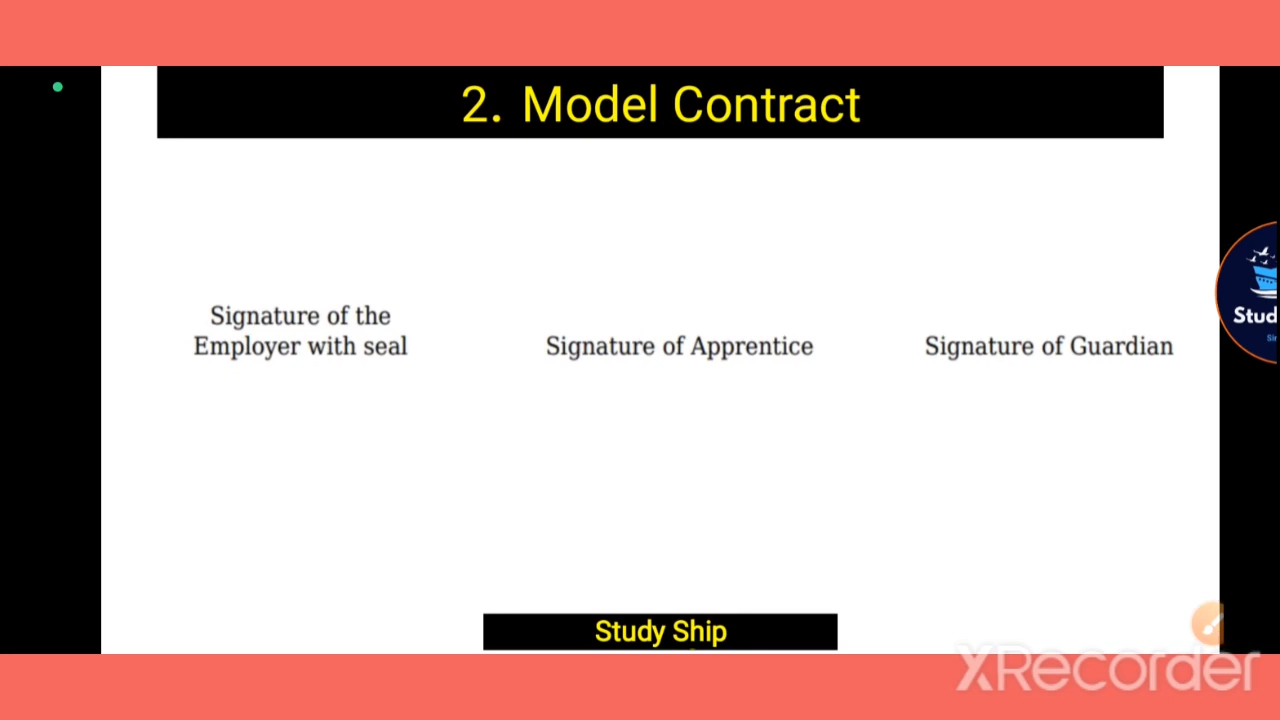 2. Model Contract
Signature of the
Employer with seal
Signature of Apprentice
Signature of Guardian
Stud
Study Ship
XRecorder